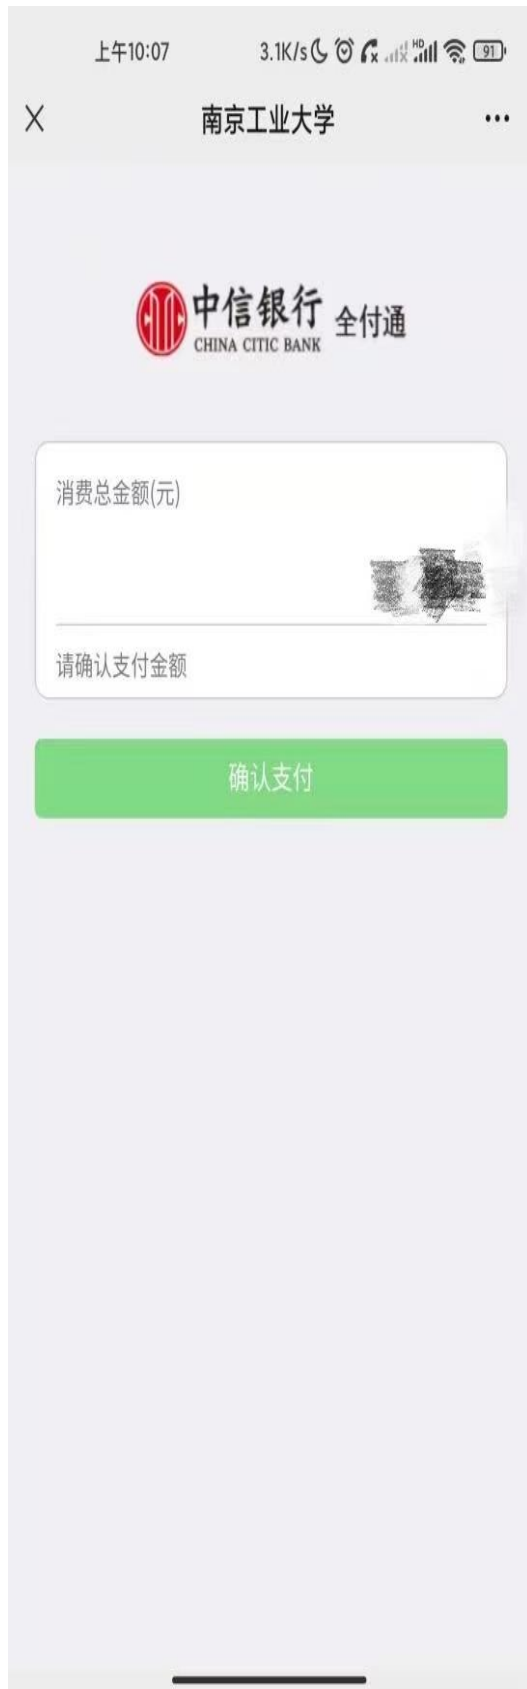 上午10:07 3.1K/s HD 91
南京工业大学
中信银行 全付通
CHINA CITIC BANK
消费总金额(元)
请确认支付金额
确认支付